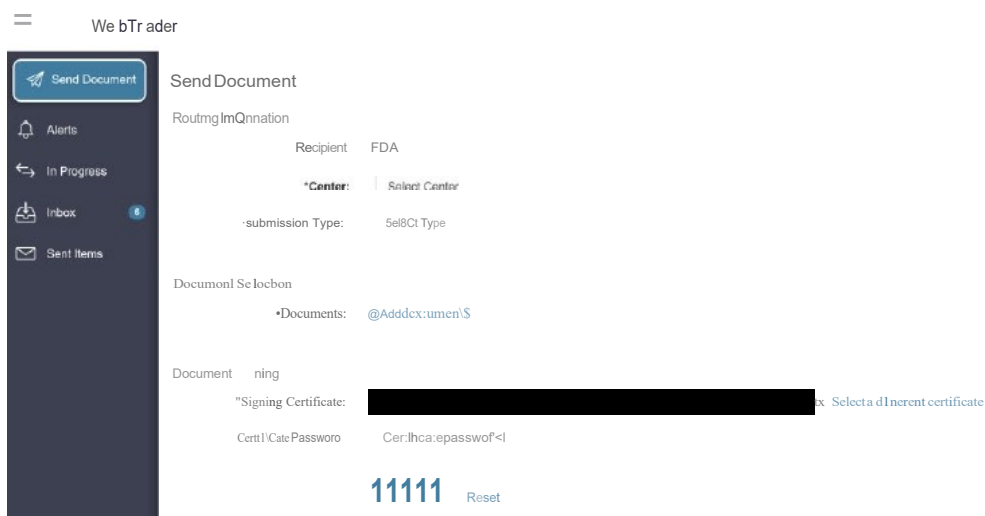 We bTr ader
Send Document
Alerts
In Progress
Inbox 6
Sent Items
Send Document
Routmg lmQnnation
Recipient FDA
*Center: Select Center
-submission Type: 5el8Ct Type
Documonl Se locbon
•Documents: @Adddcx:umen\$
Document ning
"Signing Certificate: tx Select a d1nerent certificate
Certt1\Cate Passworo Cer:lhca:epasswof'<l
11111 Reset